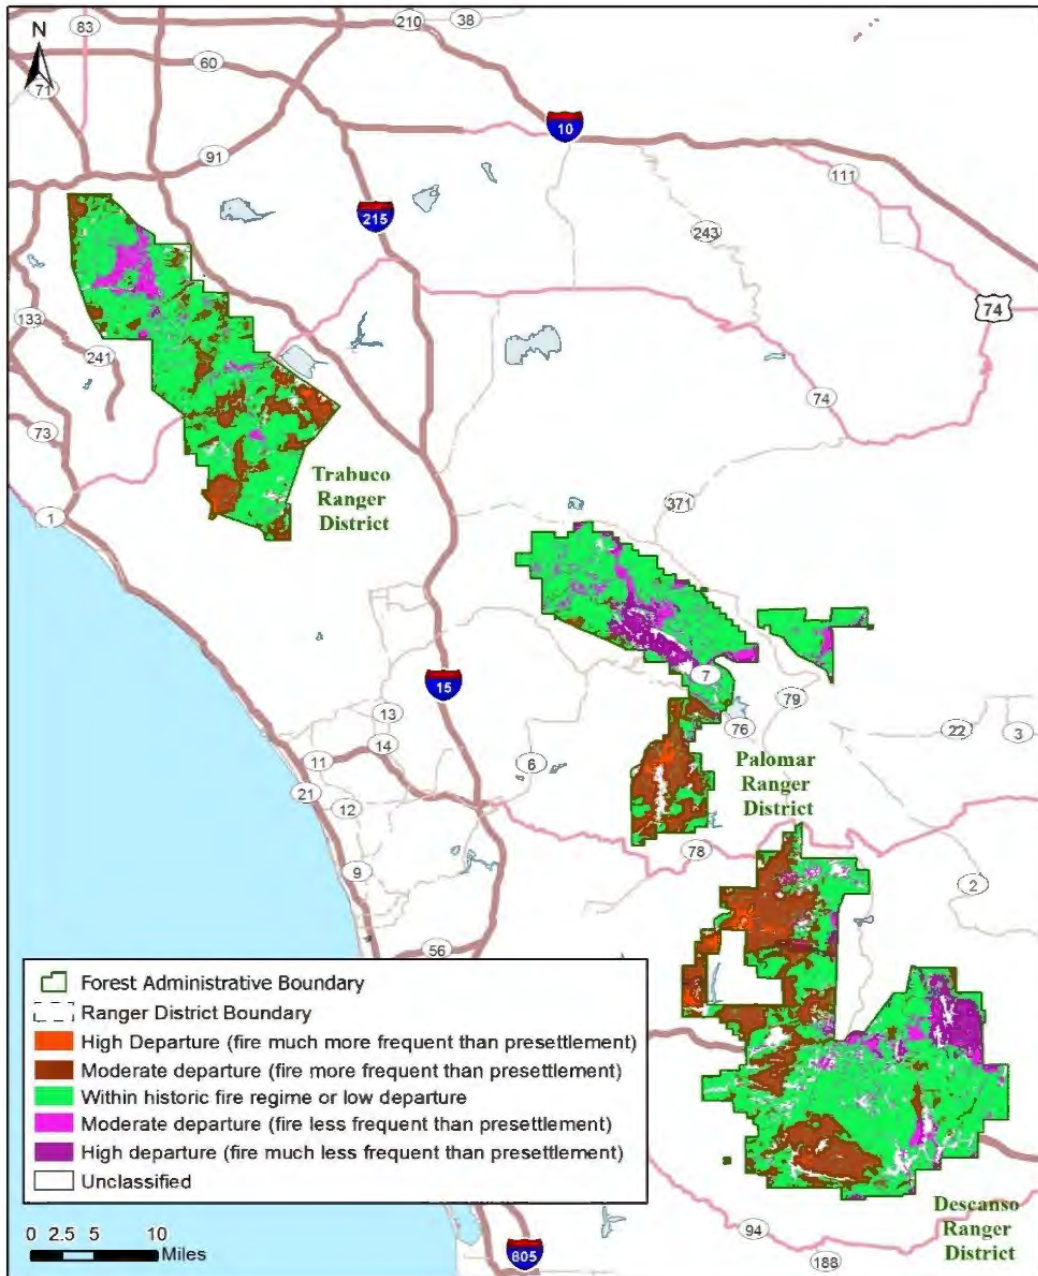 210
38
83
N
60
71
10
91
111
215
243
74
133
241
74
73
Trabuco
Ranger
District
371
1
7
15
79
13
76
22
3
14
11
6
Palomar
Ranger
District
21
12
78
9
2
56
Forest Administrative Boundary
Ranger District Boundary
High Departure (fire much more frequent than presettlement)
Moderate departure (fire more frequent than presettlement)
Within historic fire regime or low departure
Moderate departure (fire less frequent than presettlement)
High departure (fire much less frequent than presettlement)
Unclassified
Descanso
Ranger
District
94
188
805
0 2.5 5 10
Miles